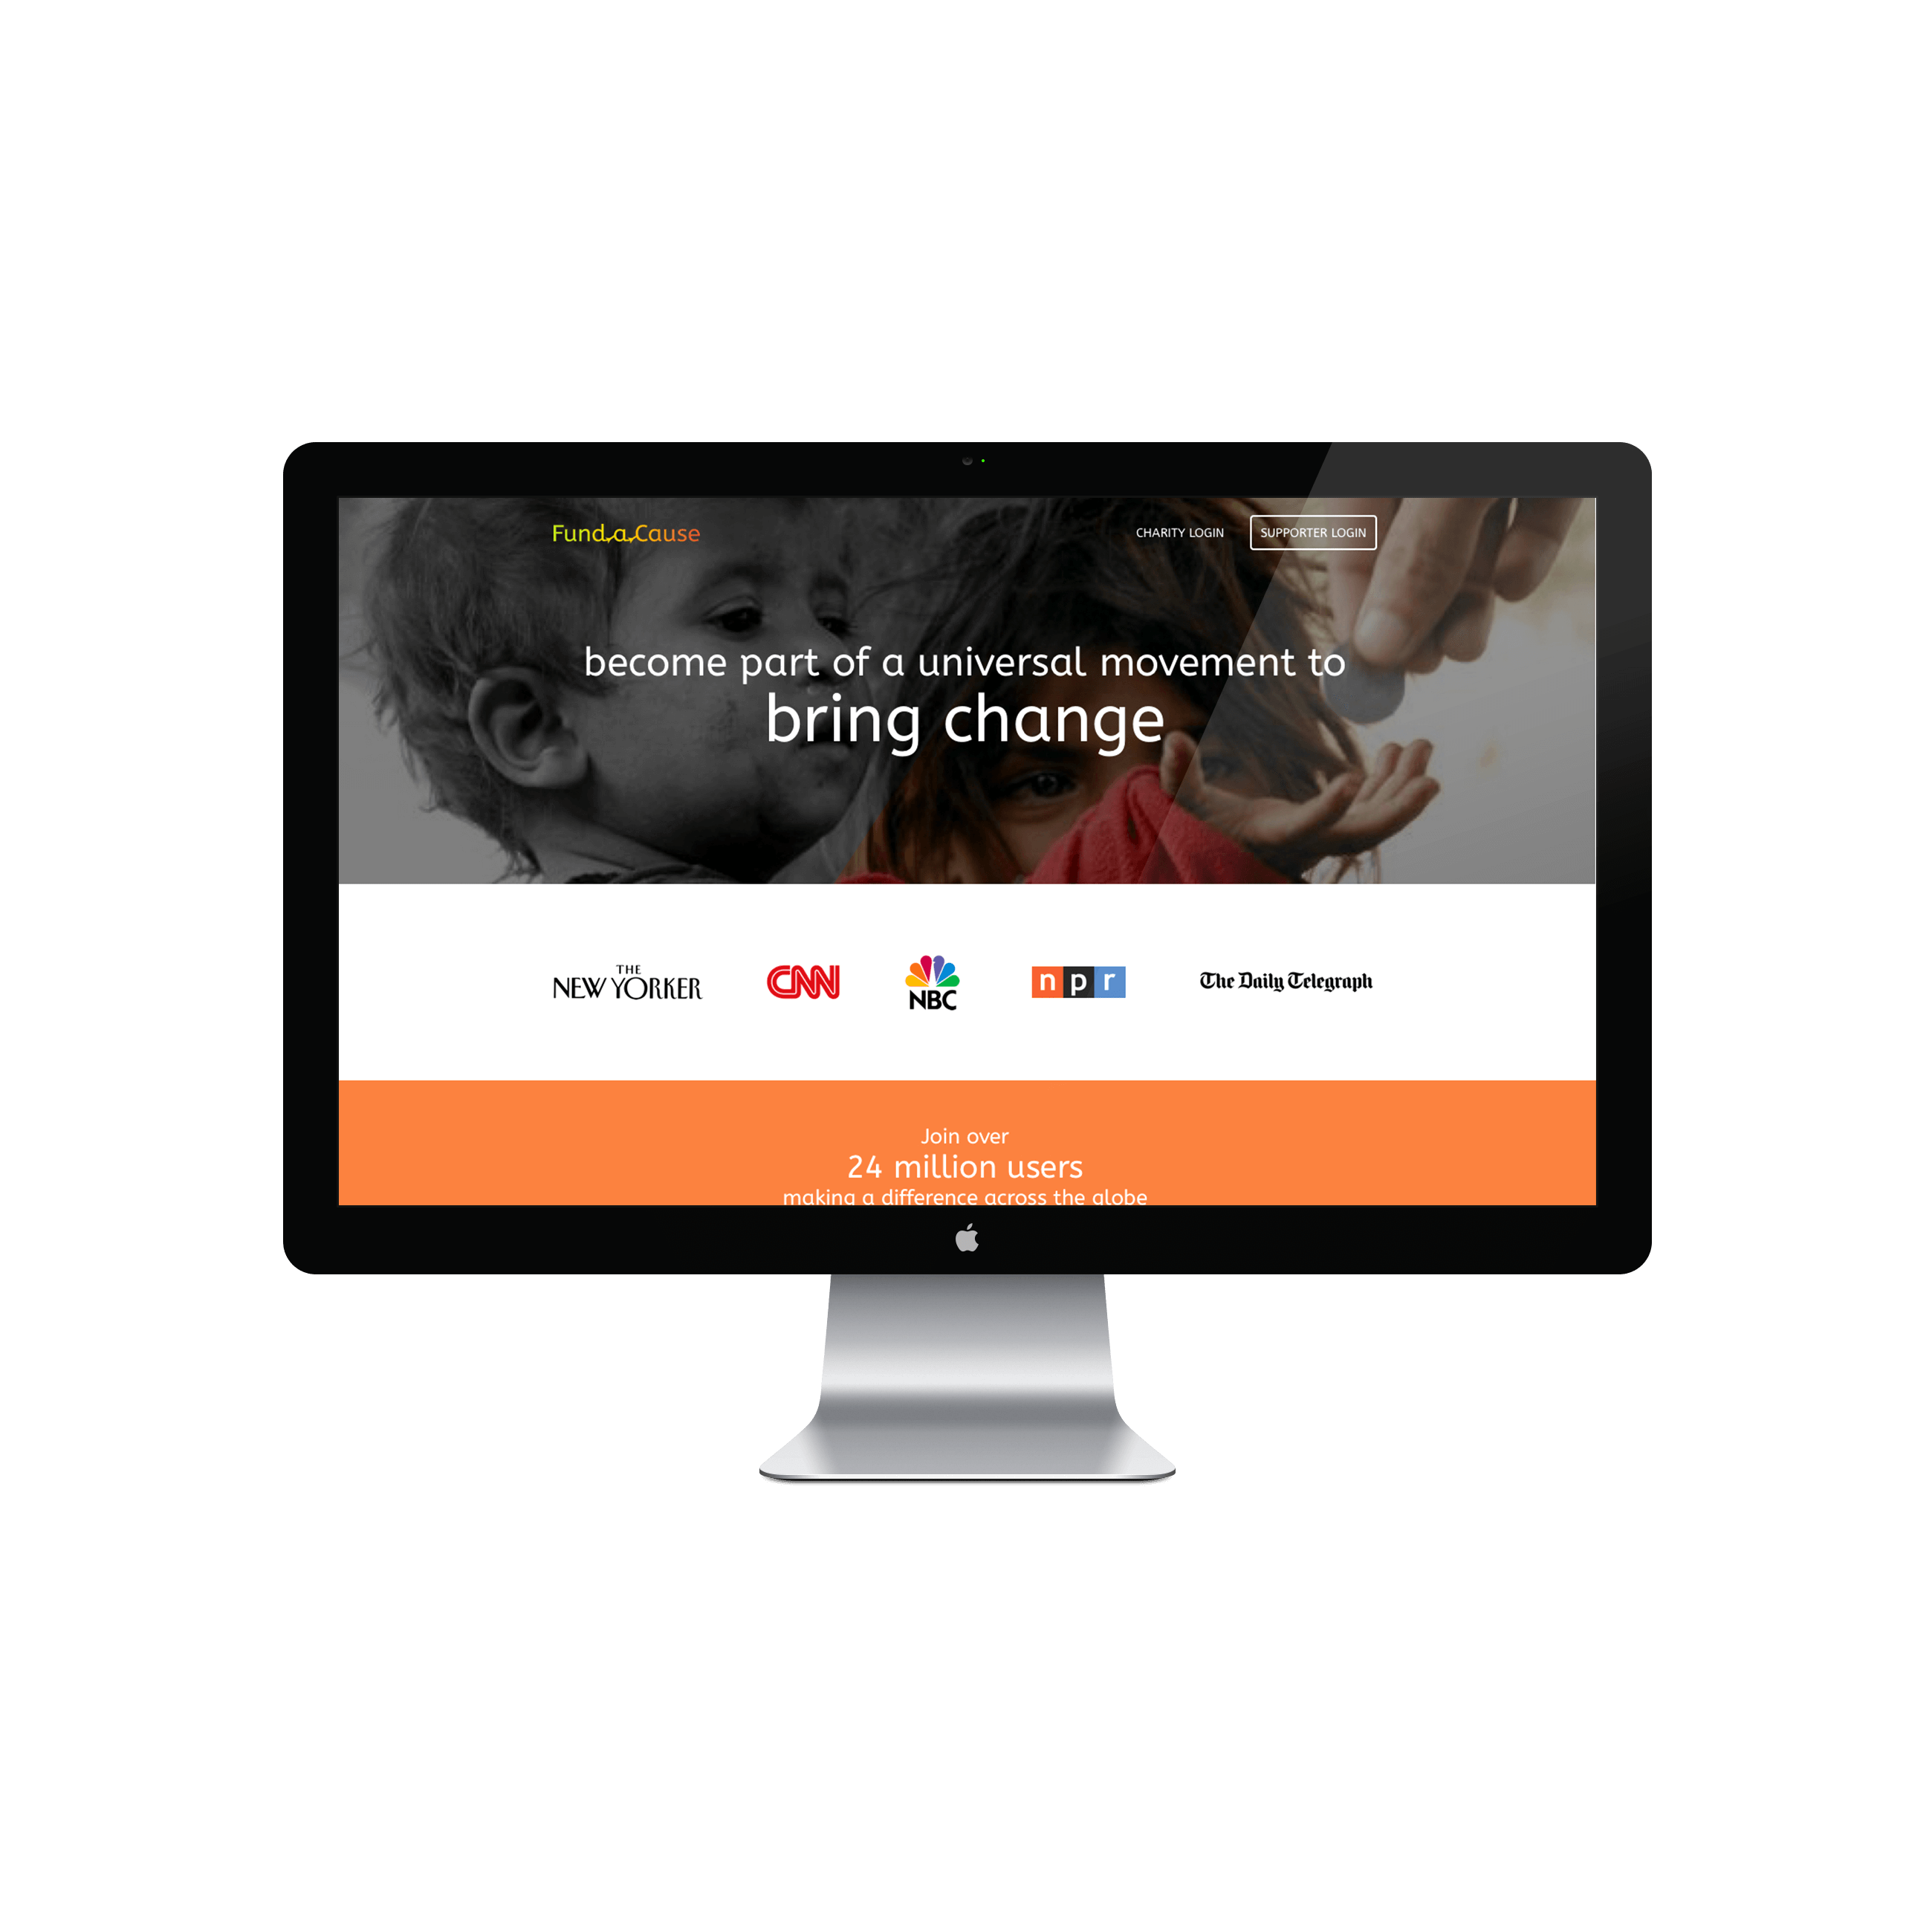 Fund a Cause
CHARITY LOGIN
SUPPORTER LOGIN
become part of a universal movement to
bring change
THE
NEW YORKER
CNN
NBC
npr
The Daily Telegraph
Join over
24 million users
making a difference across the globe